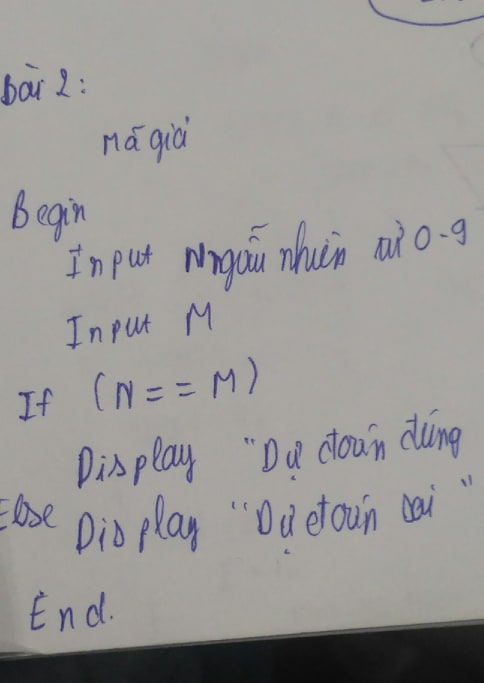 Bài 2:
Mã giả
Begin
Input N ngẫu nhiên từ 0-9
Input M
If (N == M)
Display "Dự đoán đúng
Else Display "Dự đoán sai"
End.